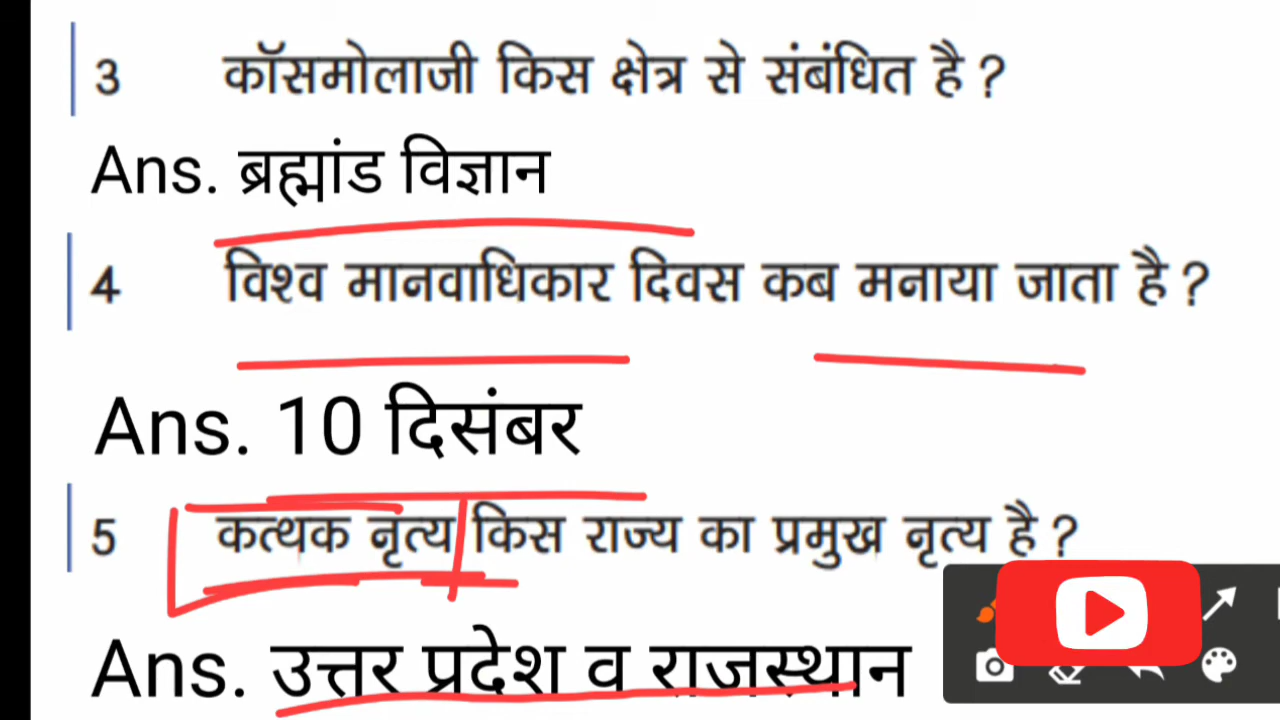 3 कॉसमोलाजी किस क्षेत्र से संबंधित है ?
Ans. ब्रह्मांड विज्ञान
4 विश्व मानवाधिकार दिवस कब मनाया जाता है ?
Ans. 10 दिसंबर
5 कत्थक नृत्य किस राज्य का प्रमुख नृत्य है ?
Ans. उत्तर प्रदेश व राजस्थान